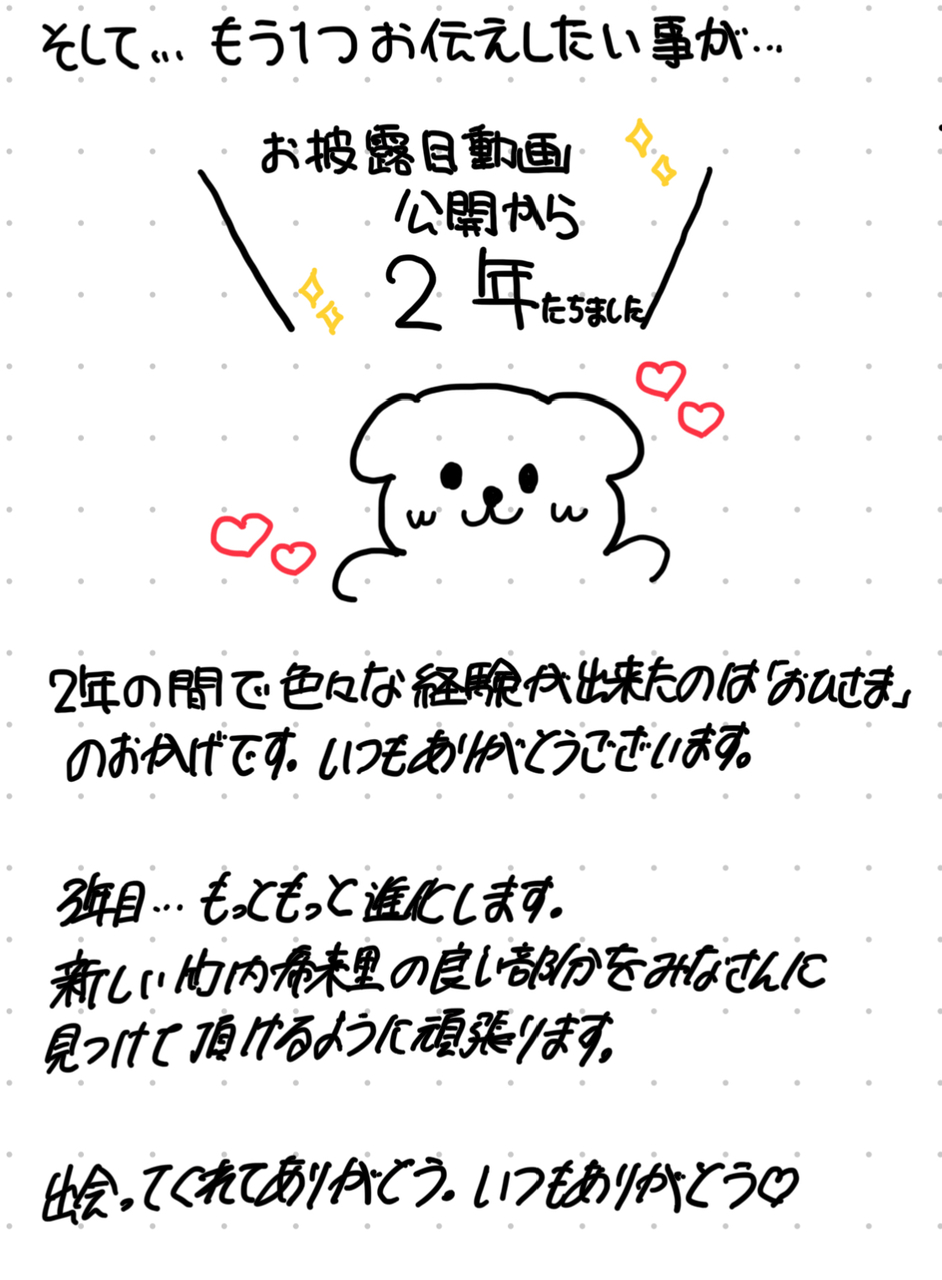 そして... もう1つお伝えしたい事が...
お披露目動画
公開から
2年たちました
2年の間で色々な経験が出来たのは「おひさま」
のおかげです。いつもありがとうございます。
3年目...もっともっと進化します。
新しい竹内希来里の良い部分をみなさんに
見つけて頂けるように頑張ります。
出会ってくれてありがとう。いつもありがとう♡